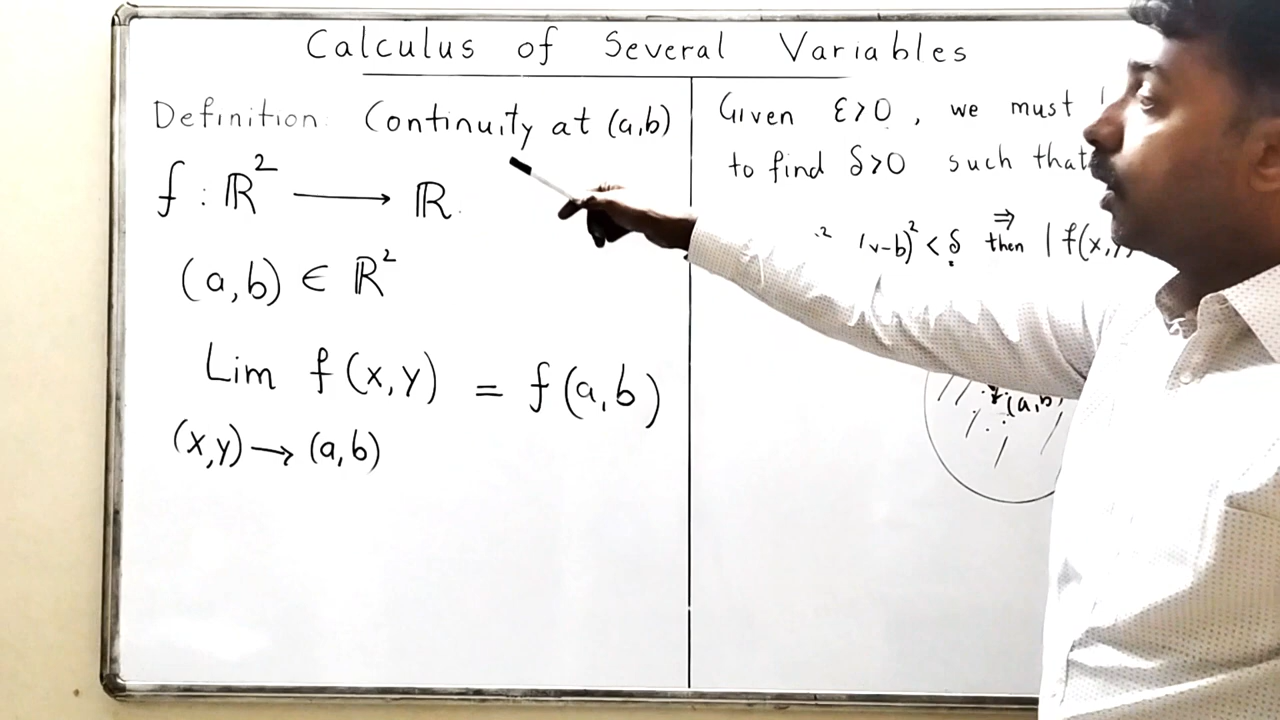 Calculus of Several Variables
Definition: Continuity at (a,b)
f : ℝ² ⟶ ℝ.
(a,b) ∈ ℝ²
Lim f(x,y) = f(a,b)
(x,y) → (a,b)
Given ε>0, we must
to find δ>0 such that
-b)² < δ ⇒ then | f(x,
(a,b)